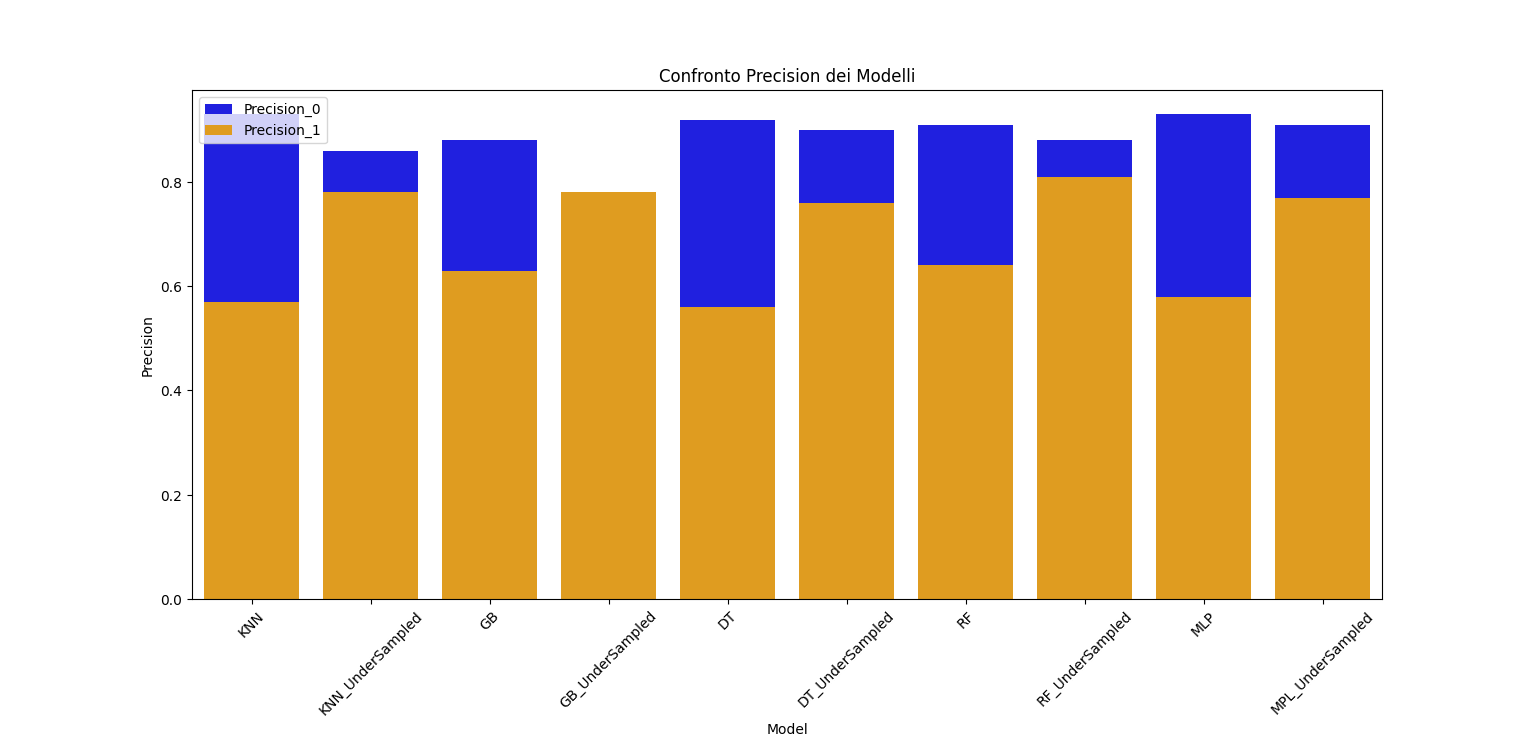 Confronto Precision dei Modelli
Precision_0
Precision_1
Precision
0.8
0.6
0.4
0.2
0.0
KNN
KNN_UnderSampled
GB
GB_UnderSampled
DT
DT_UnderSampled
RF
RF_UnderSampled
MLP
MPL_UnderSampled
Model